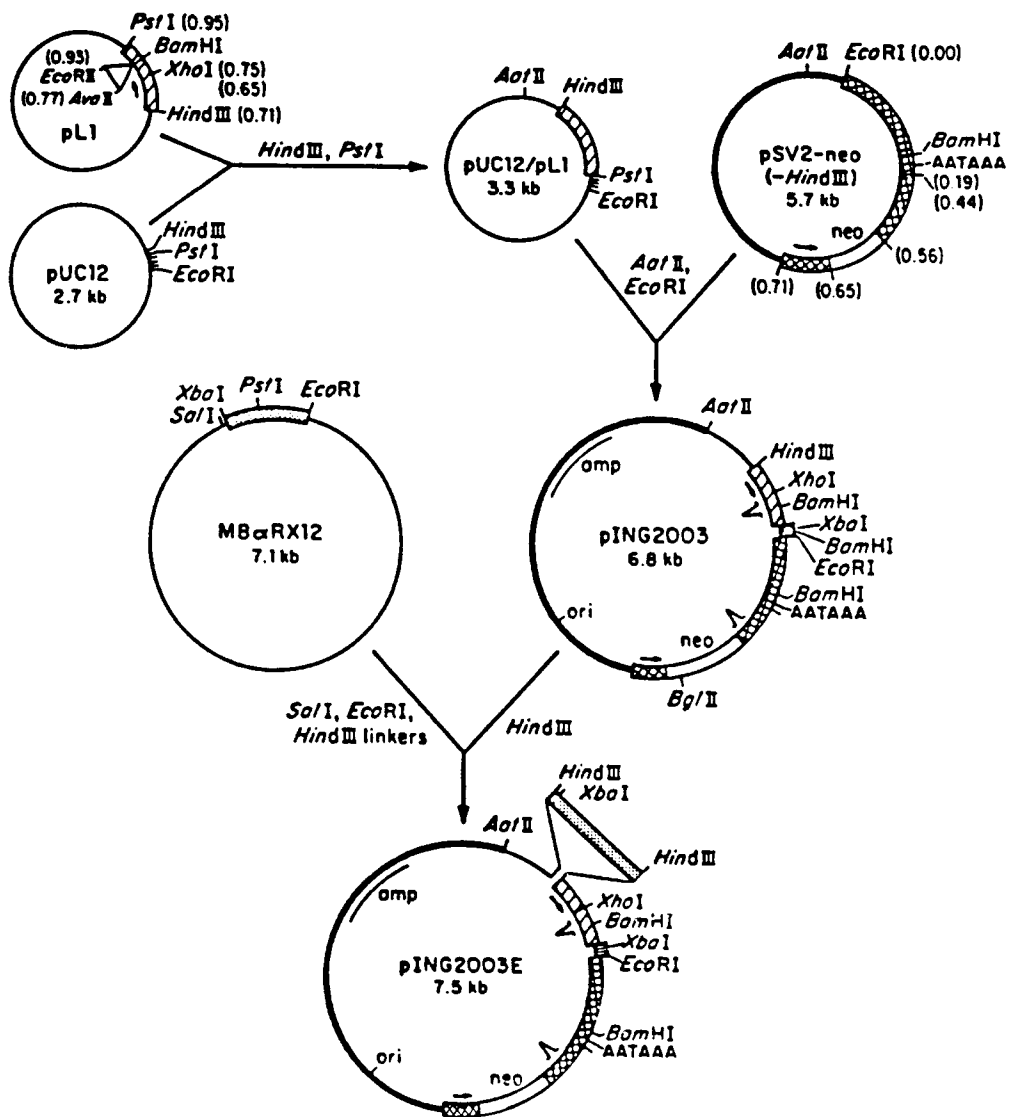 PstI (0.95)
(0.93)
BamHI
EcoRII
XhoI (0.75)
(0.65)
(0.77) AvaII
HindIII (0.71)
pL1
HindIII, PstI
HindIII
PstI
EcoRI
pUC12
2.7 kb
AatII
HindIII
pUC12/pL1
3.3 kb
PstI
EcoRI
AatII
EcoRI (0.00)
pSV2-neo
(-HindIII)
5.7 kb
BamHI
AATAAA
(0.19)
(0.44)
neo
(0.56)
(0.71)
(0.65)
AatII,
EcoRI
XbaI
PstI
EcoRI
SalI
M8αRX12
7.1 kb
AatII
amp
HindIII
XhoI
BamHI
XbaI
BamHI
EcoRI
pING2003
6.8 kb
BamHI
AATAAA
ori
neo
BglII
SalI, EcoRI,
HindIII linkers
HindIII
HindIII
XbaI
HindIII
AatII
amp
XhoI
BamHI
XbaI
EcoRI
pING2003E
7.5 kb
BamHI
AATAAA
ori
neo